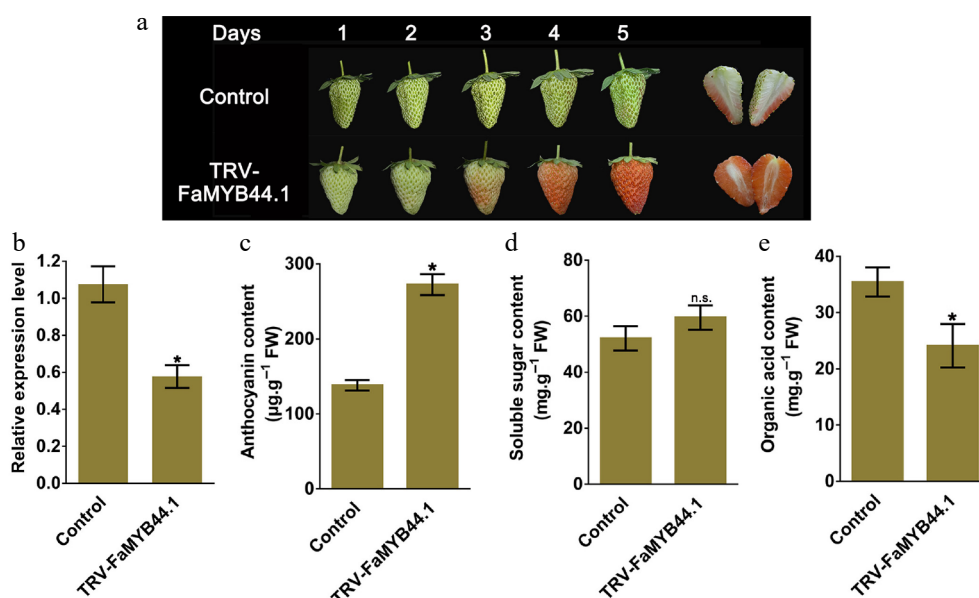 a
Days 1 2 3 4 5
Control
TRV-
FaMYB44.1
b
Relative expression level
1.2
1.0
0.8
0.6
0.4
0.2
0.0
*
Control
TRV-FaMYB44.1
c
Anthocyanin content
(μg.g⁻¹ FW)
300
150
0
*
Control
TRV-FaMYB44.1
d
Soluble sugar content
(mg.g⁻¹ FW)
80
60
40
20
0
n.s.
Control
TRV-FaMYB44.1
e
Organic acid content
(mg.g⁻¹ FW)
40
30
20
10
0
*
Control
TRV-FaMYB44.1